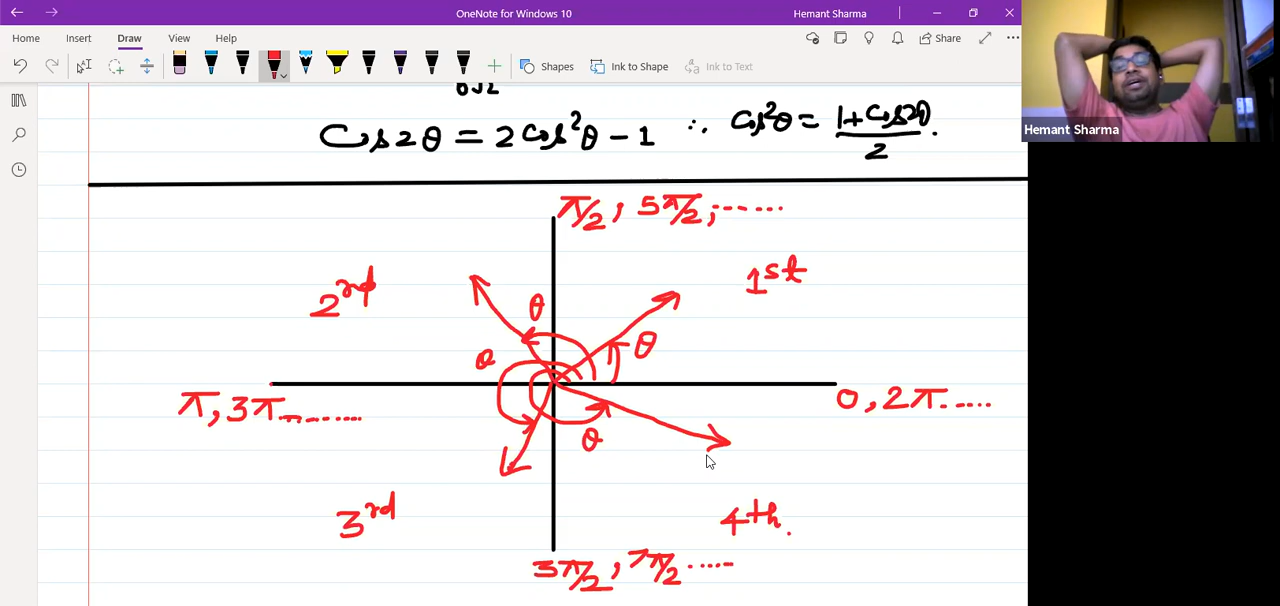 OneNote for Windows 10
Hemant Sharma
Home Insert Draw View Help
Share
Shapes Ink to Shape Ink to Text
Hemant Sharma
Cos2θ = 2Cos²θ - 1 ∴ Cos²θ = (1+Cos2θ)/2.
π/2, 5π/2, ......
1st
2rd
θ
θ
θ
π, 3π.........
0, 2π.....
θ
3rd
4th.
3π/2, 7π/2 ......